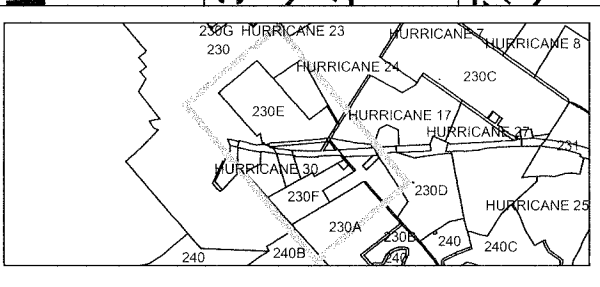 230G HURRICANE 23
HURRICANE 7
230
HURRICANE 8
HURRICANE 24
230C
230E
HURRICANE 17
HURRICANE 27
231
HURRICANE 30
230F
230D
HURRICANE 25
230A
230B
240
240C
240B
240
240